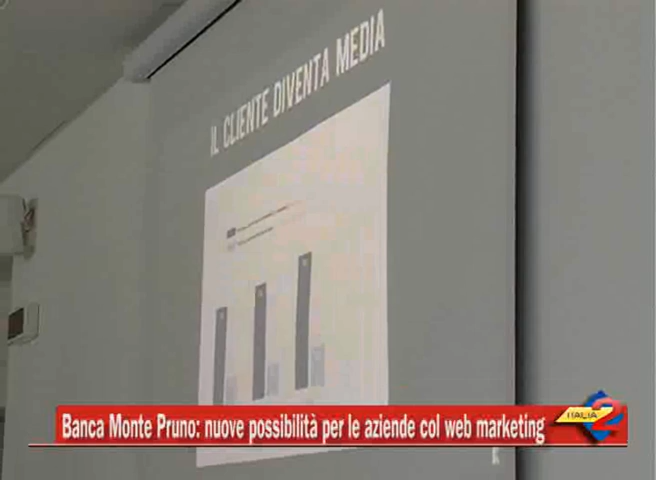 IL CLIENTE DIVENTA MEDIA
Banca Monte Pruno: nuove possibilità per le aziende col web marketing
ITALIA 2